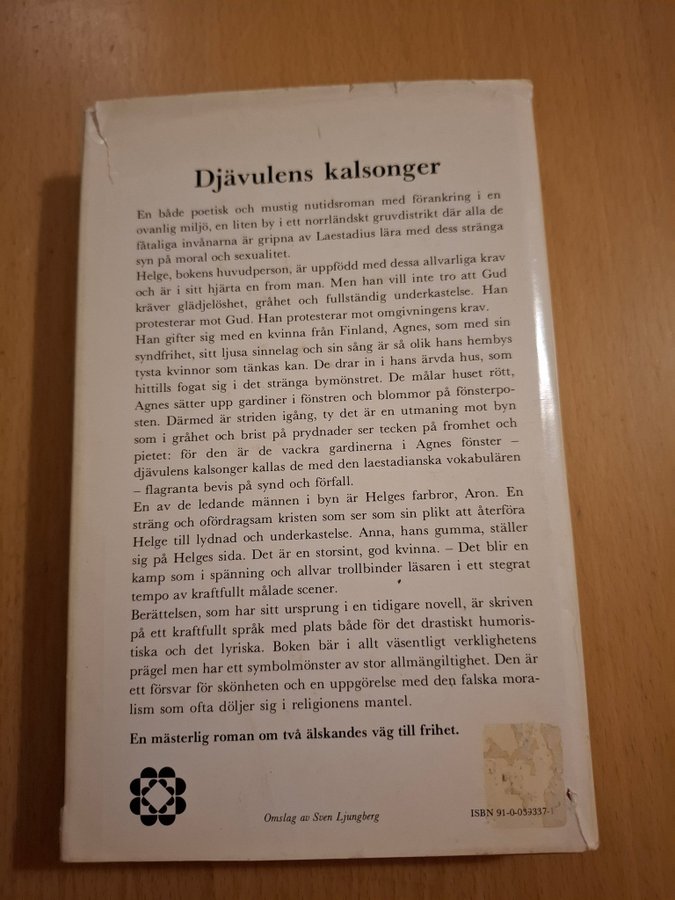 Djävulens kalsonger
En både poetisk och mustig nutidsroman med förankring i en
ovanlig miljö, en liten by i ett norrländskt gruvdistrikt där alla de
fåtaliga invånarna är gripna av Laestadius lära med dess stränga
syn på moral och sexualitet.
Helge, bokens huvudperson, är uppfödd med dessa allvarliga krav
och är i sitt hjärta en from man. Men han vill inte tro att Gud
kräver glädjelöshet, gråhet och fullständig underkastelse. Han
protesterar mot Gud. Han protesterar mot omgivningens krav.
Han gifter sig med en kvinna från Finland, Agnes, som med sin
syndfrihet, sitt ljusa sinnelag och sin sång är så olik hans hembys
tysta kvinnor som tänkas kan. De drar in i hans ärvda hus, som
hittills fogat sig i det stränga bymönstret. De målar huset rött,
Agnes sätter upp gardiner i fönstren och blommor på fönsterpo-
sten. Därmed är striden igång, ty det är en utmaning mot byn
som i gråhet och brist på prydnader ser tecken på fromhet och
pietet: för den är de vackra gardinerna i Agnes fönster –
djävulens kalsonger kallas de med den laestadianska vokabulären
– flagranta bevis på synd och förfall.
En av de ledande männen i byn är Helges farbror, Aron. En
sträng och ofördragsam kristen som ser som sin plikt att återföra
Helge till lydnad och underkastelse. Anna, hans gumma, ställer
sig på Helges sida. Det är en storsint, god kvinna. – Det blir en
kamp som i spänning och allvar trollbinder läsaren i ett stegrat
tempo av kraftfullt målade scener.
Berättelsen, som har sitt ursprung i en tidigare novell, är skriven
på ett kraftfullt språk med plats både för det drastiskt humoris-
tiska och det lyriska. Boken bär i allt väsentligt verklighetens
prägel men har ett symbolmönster av stor allmängiltighet. Den är
ett försvar för skönheten och en uppgörelse med den falska mora-
lism som ofta döljer sig i religionens mantel.
En mästerlig roman om två älskandes väg till frihet.
Omslag av Sven Ljungberg
ISBN 91-0-039337-1